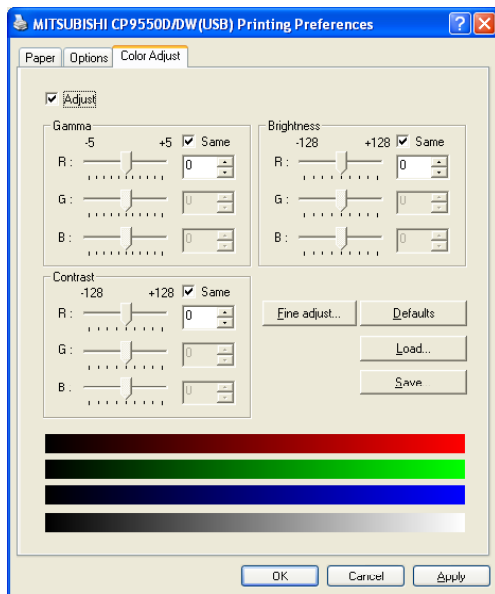 MITSUBISHI CP9550D/DW(USB) Printing Preferences
Paper Options Color Adjust
Adjust
Gamma
-5 +5 Same
R : 0
G : 0
B : 0
Brightness
-128 +128 Same
R : 0
G : 0
B : 0
Contrast
-128 +128 Same
R : 0
G : 0
B : 0
Fine adjust... Defaults
Load...
Save
OK Cancel Apply